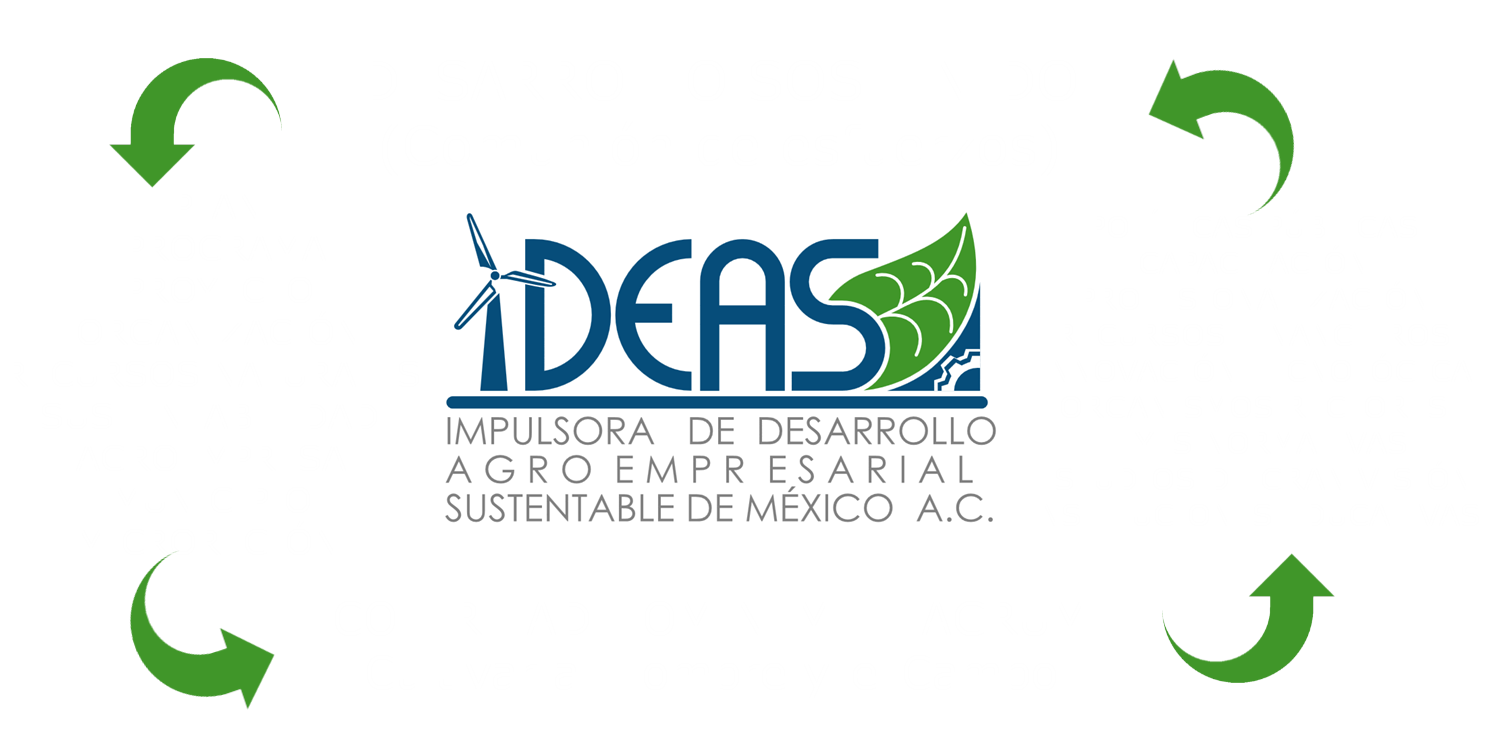 IDEAS
IMPULSORA DE DESARROLLO
AGRO EMPRESARIAL
SUSTENTABLE DE MÉXICO A.C.